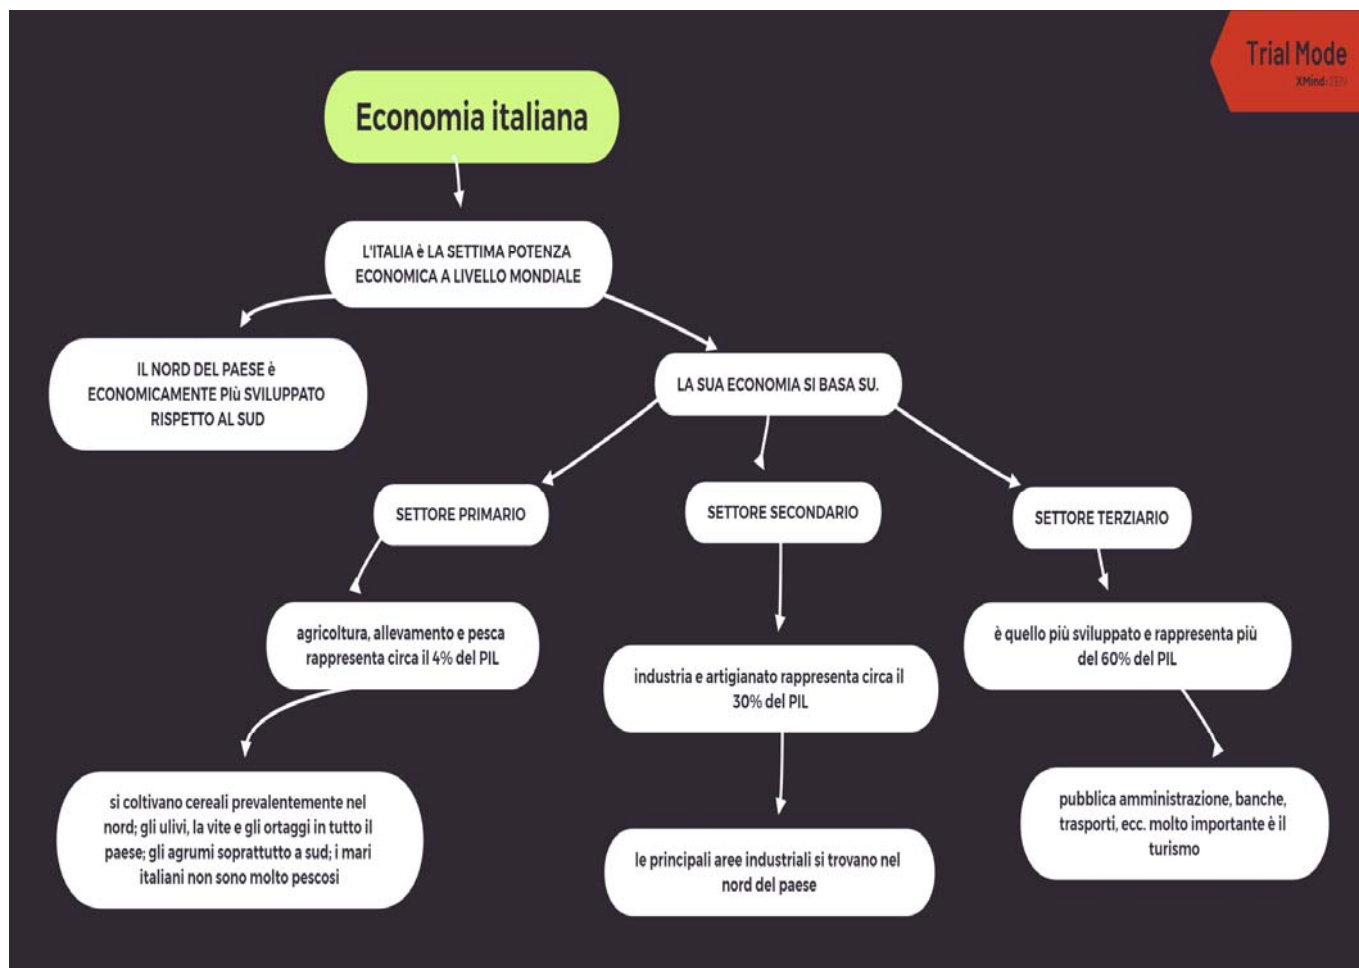 Trial Mode
XMind:ZEN
Economia italiana
L'ITALIA è LA SETTIMA POTENZA
ECONOMICA A LIVELLO MONDIALE
IL NORD DEL PAESE è
ECONOMICAMENTE PIù SVILUPPATO
RISPETTO AL SUD
LA SUA ECONOMIA SI BASA SU.
SETTORE PRIMARIO
SETTORE SECONDARIO
SETTORE TERZIARIO
agricoltura, allevamento e pesca
rappresenta circa il 4% del PIL
industria e artigianato rappresenta circa il
30% del PIL
è quello più sviluppato e rappresenta più
del 60% del PIL
si coltivano cereali prevalentemente nel
nord; gli ulivi, la vite e gli ortaggi in tutto il
paese; gli agrumi soprattutto a sud; i mari
italiani non sono molto pescosi
le principali aree industriali si trovano nel
nord del paese
pubblica amministrazione, banche,
trasporti, ecc. molto importante è il
turismo